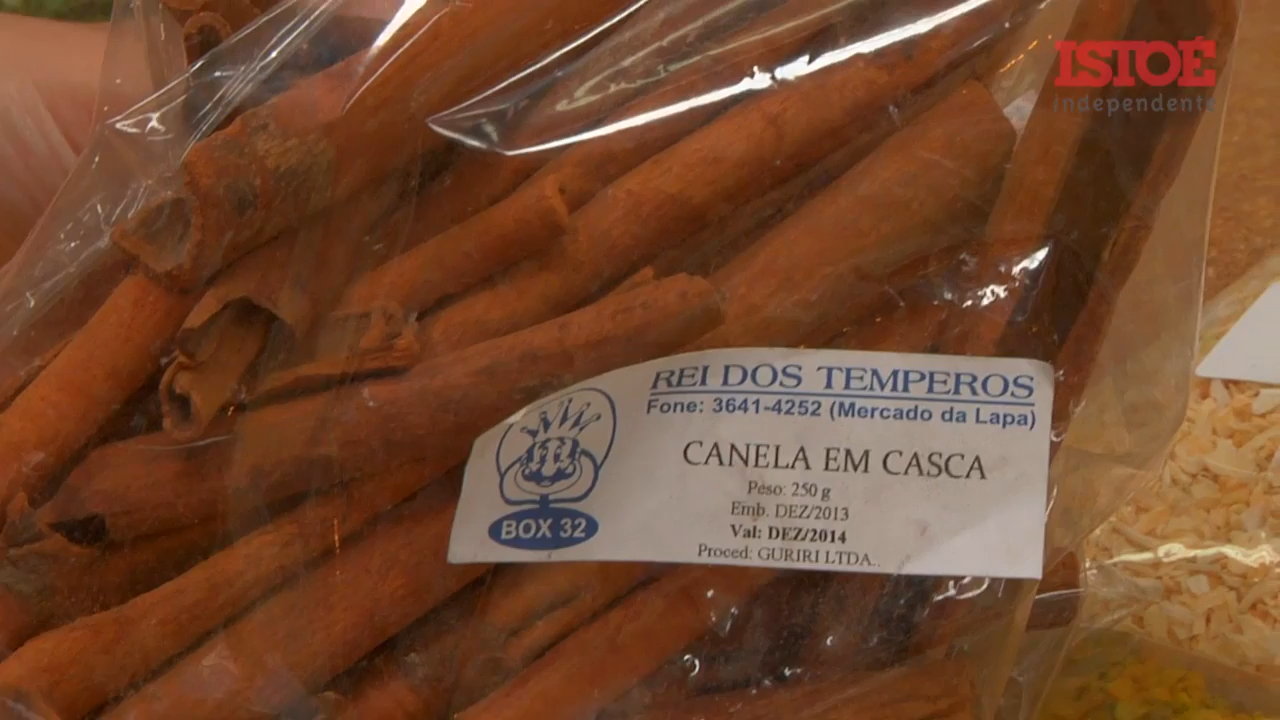 ISTOÉ
independente
REI DOS TEMPEROS
Fone: 3641-4252 (Mercado da Lapa)
CANELA EM CASCA
Peso: 250 g
Emb. DEZ/2013
Val: DEZ/2014
Proced: GURIRI LTDA..
BOX 32